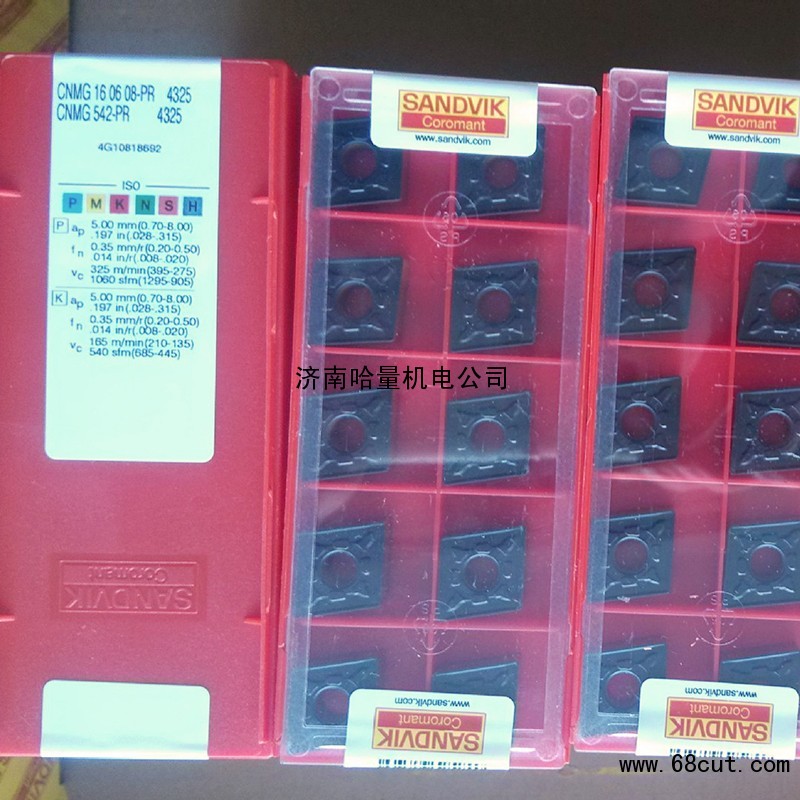 CNMG 16 06 08-PR 4325
CNMG 542-PR 4325
4G10818692
ISO
P M K N S H
P ap 5.00 mm(0.70-8.00)
.197 in(.028-.315)
fn 0.35 mm/r(0.20-0.50)
.014 in/r(.008-.020)
vc 325 m/min(395-275)
1060 sfm(1295-905)
K ap 5.00 mm(0.70-8.00)
.197 in(.028-.315)
fn 0.35 mm/r(0.20-0.50)
.014 in/r(.008-.020)
vc 165 m/min(210-135)
540 sfm(685-445)
SANDVIK
Coromant
SANDVIK
Coromant
www.sandvik.com
SANDVIK
Coromant
www.sandvik.com
济南哈量机电公司
PS
PS
www.sandvik.com
SANDVIK
Coromant
www.sandvik.com
SANDVIK
Coromant
www.68cut.com